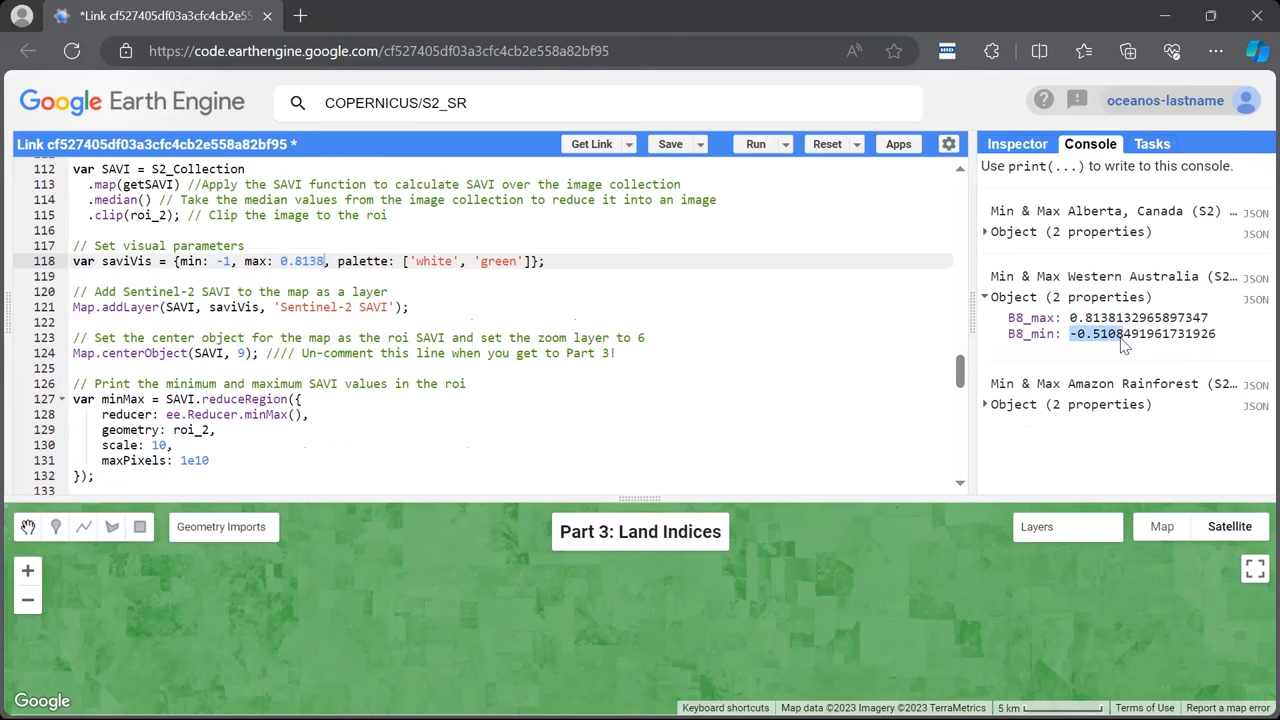 *Link cf527405df03a3cfc4cb2e55
https://code.earthengine.google.com/cf527405df03a3cfc4cb2e558a82bf95
HID
Google Earth Engine
COPERNICUS/S2_SR
oceanos-lastname
Link cf527405df03a3cfc4cb2e558a82bf95 *
Get Link
Save
Run
Reset
Apps
Inspector
Console
Tasks
112 var SAVI = S2_Collection
113 .map(getSAVI) //Apply the SAVI function to calculate SAVI over the image collection
114 .median() // Take the median values from the image collection to reduce it into an image
115 .clip(roi_2); // Clip the image to the roi
116
117 // Set visual parameters
118 var saviVis = {min: -1, max: 0.8138, palette: ['white', 'green']};
119
120 // Add Sentinel-2 SAVI to the map as a layer
121 Map.addLayer(SAVI, saviVis, 'Sentinel-2 SAVI');
122
123 // Set the center object for the map as the roi SAVI and set the zoom layer to 6
124 Map.centerObject(SAVI, 9); //// Un-comment this line when you get to Part 3!
125
126 // Print the minimum and maximum SAVI values in the roi
127 var minMax = SAVI.reduceRegion({
128 reducer: ee.Reducer.minMax(),
129 geometry: roi_2,
130 scale: 10,
131 maxPixels: 1e10
132 });
133
Use print(...) to write to this console.
Min & Max Alberta, Canada (S2) … JSON
Object (2 properties) JSON
Min & Max Western Australia (S2… JSON
Object (2 properties) JSON
B8_max: 0.8138132965897347
B8_min: -0.5108491961731926
Min & Max Amazon Rainforest (S2… JSON
Object (2 properties) JSON
Geometry Imports
Part 3: Land Indices
Layers
Map
Satellite
+
−
Google
Keyboard shortcuts
Map data ©2023 Imagery ©2023 TerraMetrics
5 km
Terms of Use
Report a map error